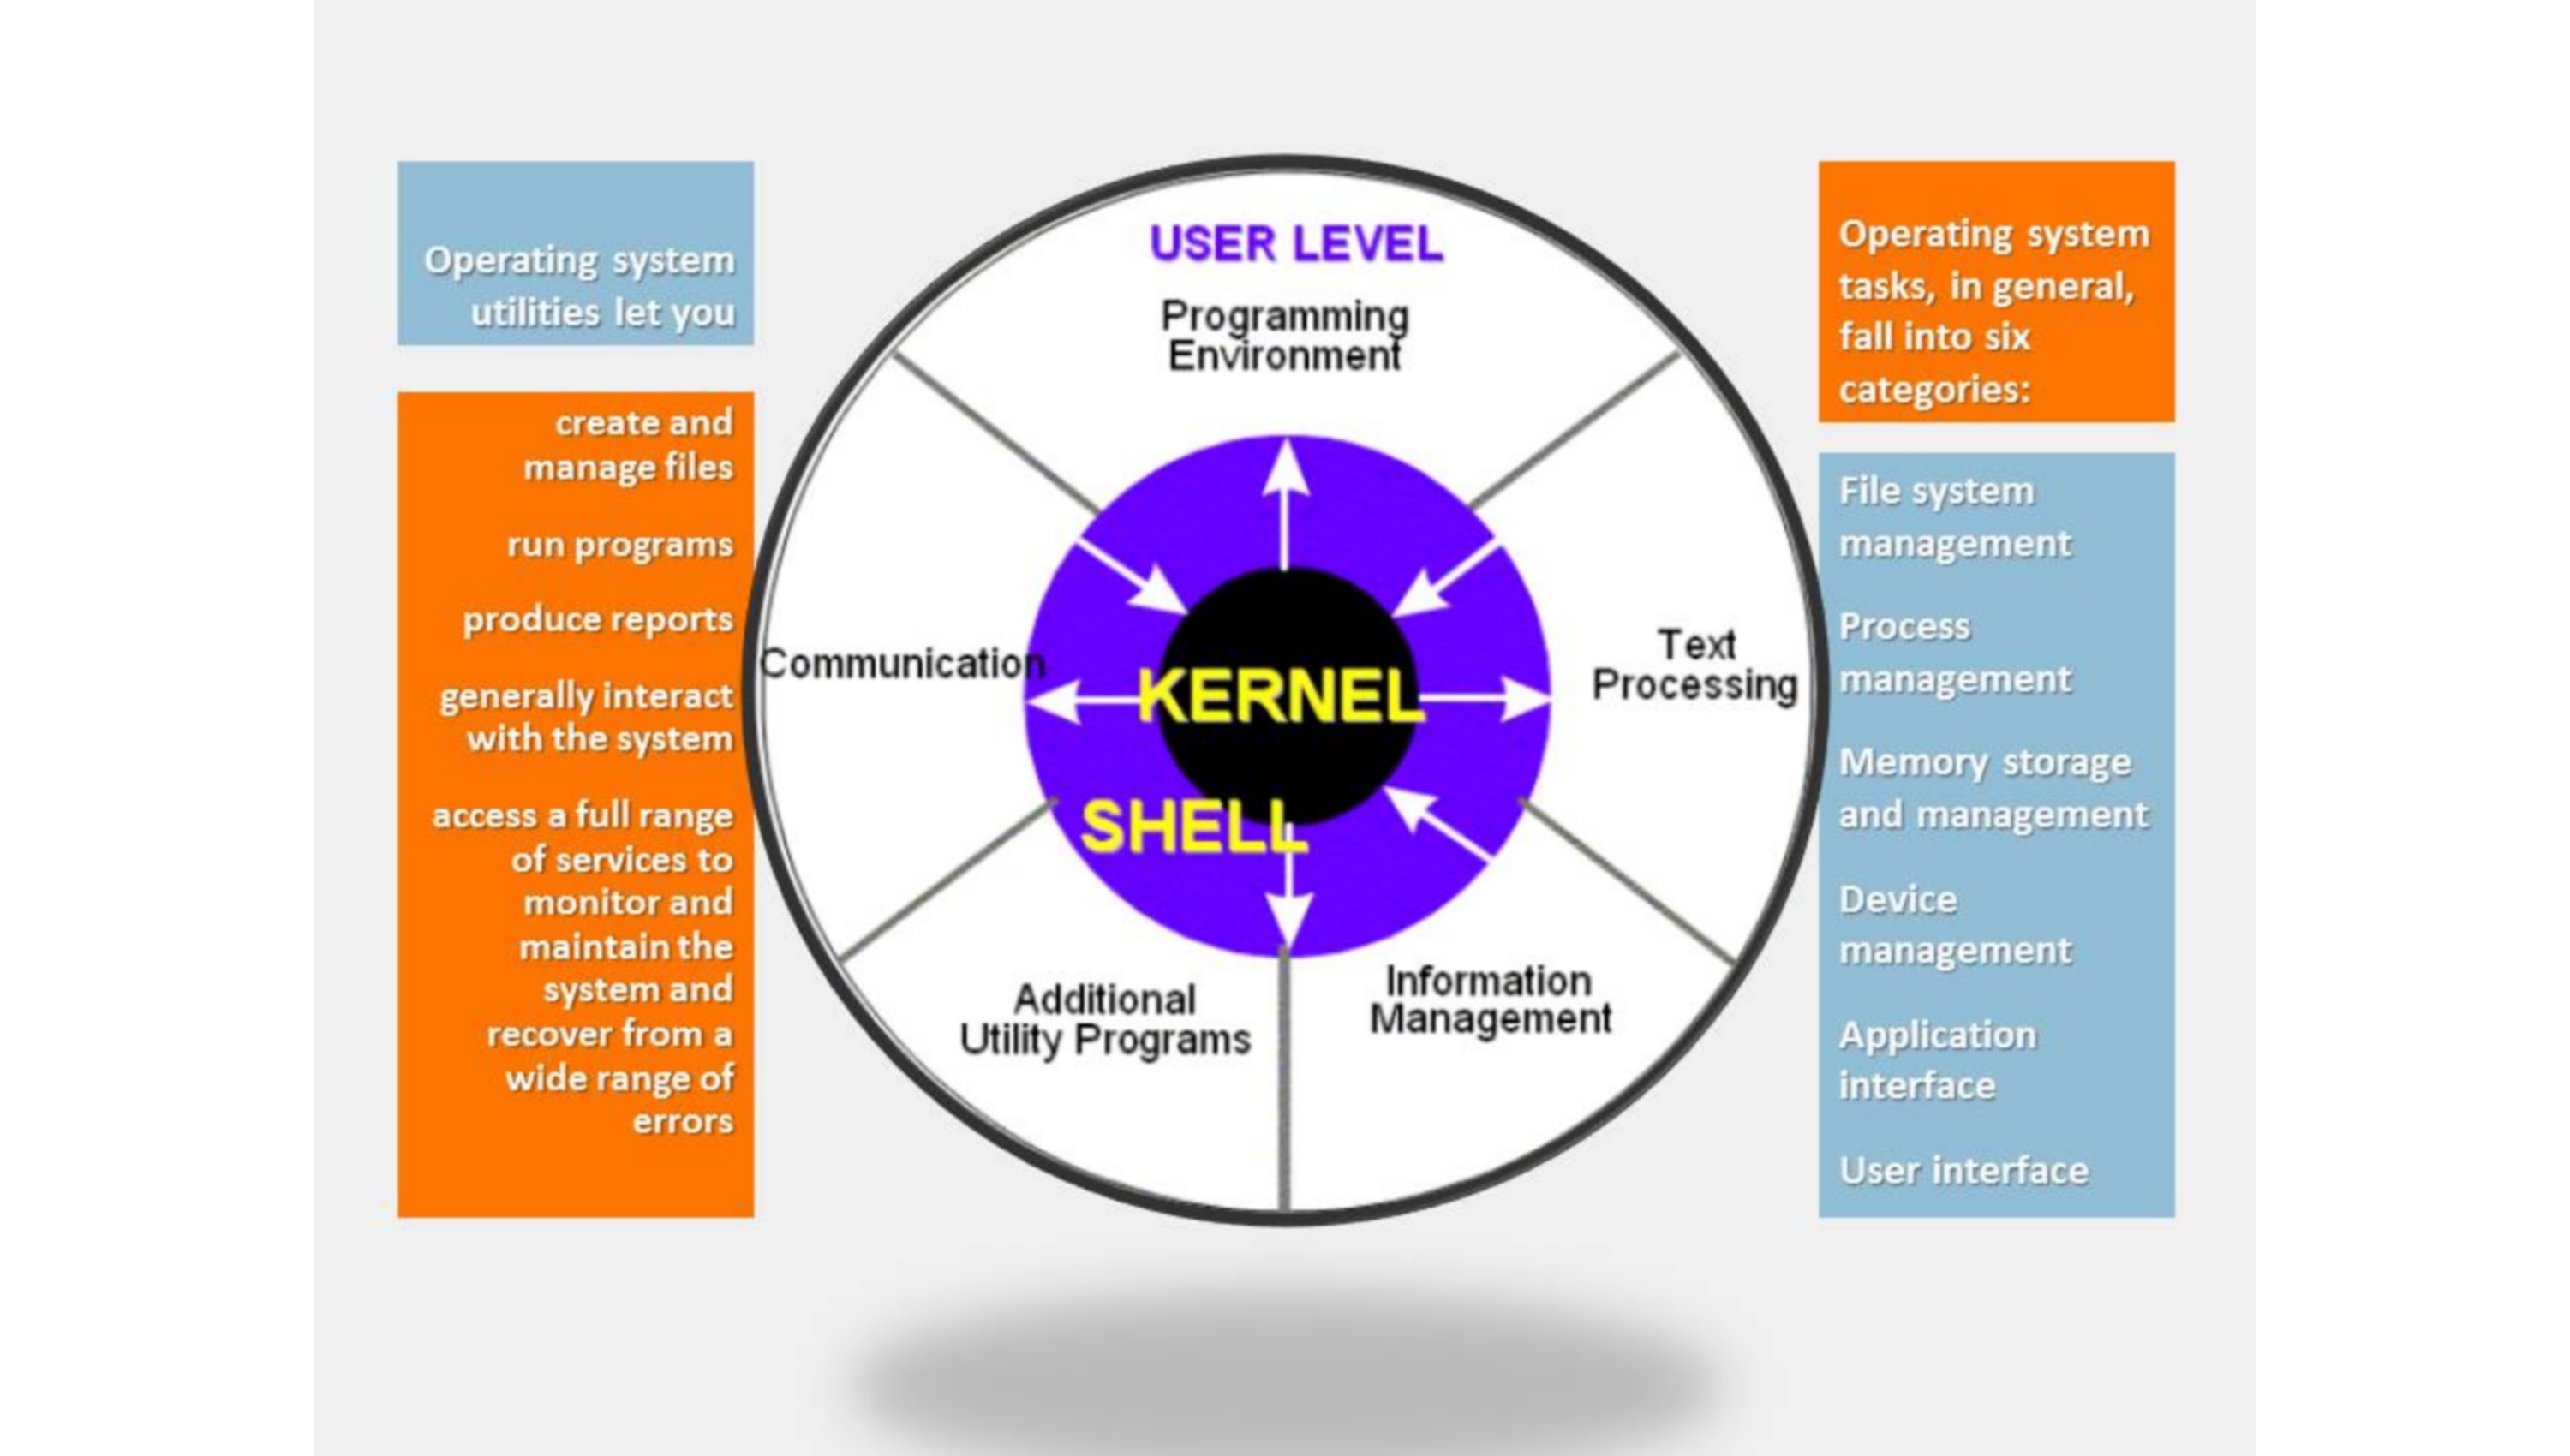 Operating system
utilities let you
create and
manage files
run programs
produce reports
generally interact
with the system
access a full range
of services to
monitor and
maintain the
system and
recover from a
wide range of
errors
USER LEVEL
Programming
Environment
Communication
Text
Processing
KERNEL
SHELL
Additional
Utility Programs
Information
Management
Operating system
tasks, in general,
fall into six
categories:
File system
management
Process
management
Memory storage
and management
Device
management
Application
interface
User interface